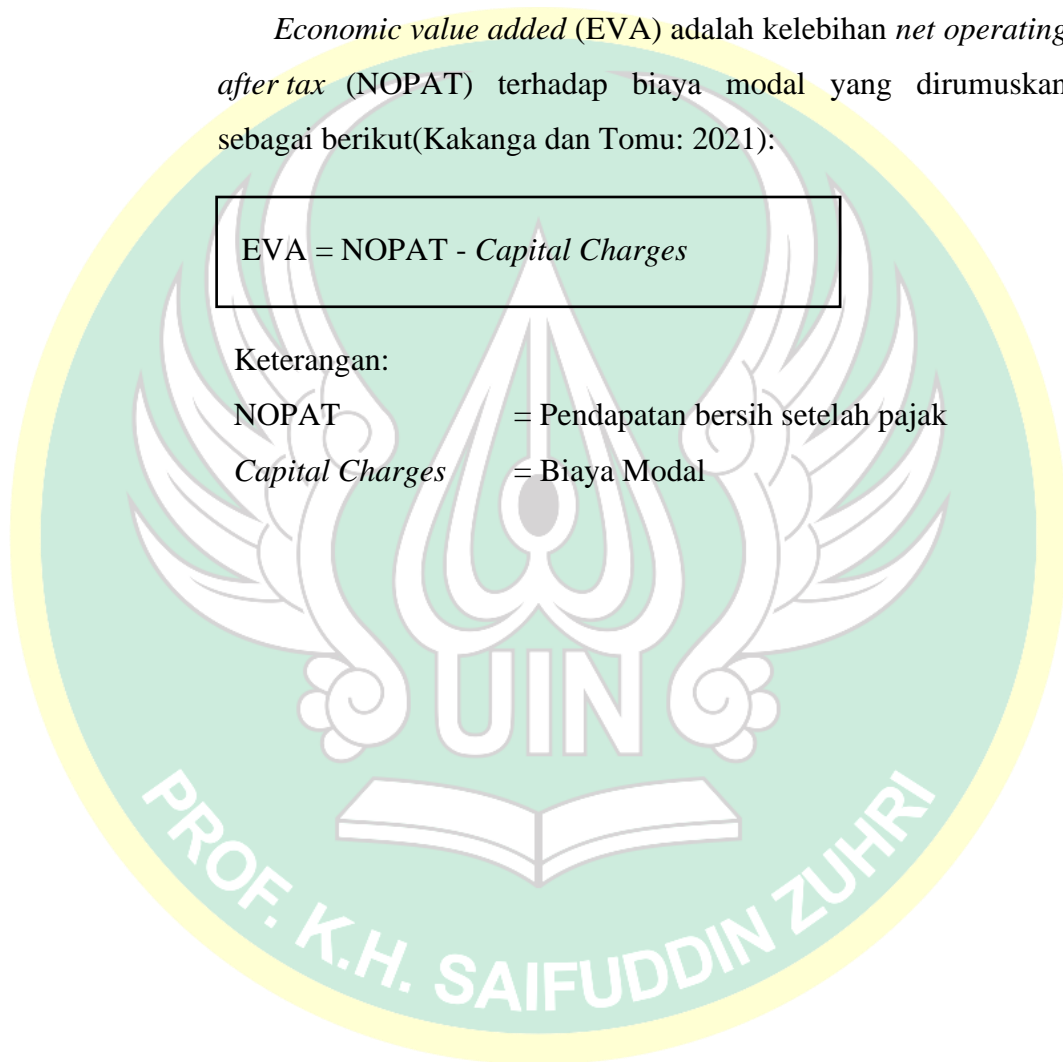 Economic value added (EVA) adalah kelebihan net operating
after tax (NOPAT) terhadap biaya modal yang dirumuskan
sebagai berikut(Kakanga dan Tomu: 2021):
EVA = NOPAT - Capital Charges
Keterangan:
NOPAT = Pendapatan bersih setelah pajak
Capital Charges = Biaya Modal
UIN
PROF. K.H. SAIFUDDIN ZUHRI